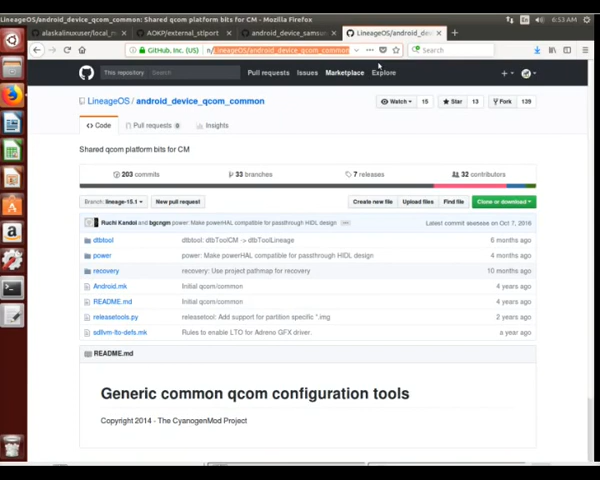 LineageOS/android_device_qcom_common: Shared qcom platform bits for CM - Mozilla Firefox
En
6:53 AM
alaskalinuxuser/local_
AOKP/external_stlport
android_device_samsu
LineageOS/android_dev
GitHub, Inc. (US)
LineageOS/android_device_qcom_common
Search
This repository
Search
Pull requests
Issues
Marketplace
Explore
LineageOS / android_device_qcom_common
Watch
15
Star
13
Fork
139
Code
Pull requests 0
Insights
Shared qcom platform bits for CM
203 commits
33 branches
7 releases
32 contributors
Branch: lineage-15.1
New pull request
Create new file
Upload files
Find file
Clone or download
Ruchi Kandoi and bgcngm power: Make powerHAL compatible for passthrough HIDL design
Latest commit
on Oct 7, 2016
dtbtool
dtbtool: dtbToolCM -> dtbToolLineage
6 months ago
power
power: Make powerHAL compatible for passthrough HIDL design
4 months ago
recovery
recovery: Use project pathmap for recovery
10 months ago
Android.mk
Initial qcom/common
4 years ago
README.md
Initial qcom/common
4 years ago
releasetools.py
releasetool: Add support for partition specific *.img
2 years ago
sdllvm-lto-defs.mk
Rules to enable LTO for Adreno GFX driver.
a year ago
README.md
Generic common qcom configuration tools
Copyright 2014 - The CyanogenMod Project